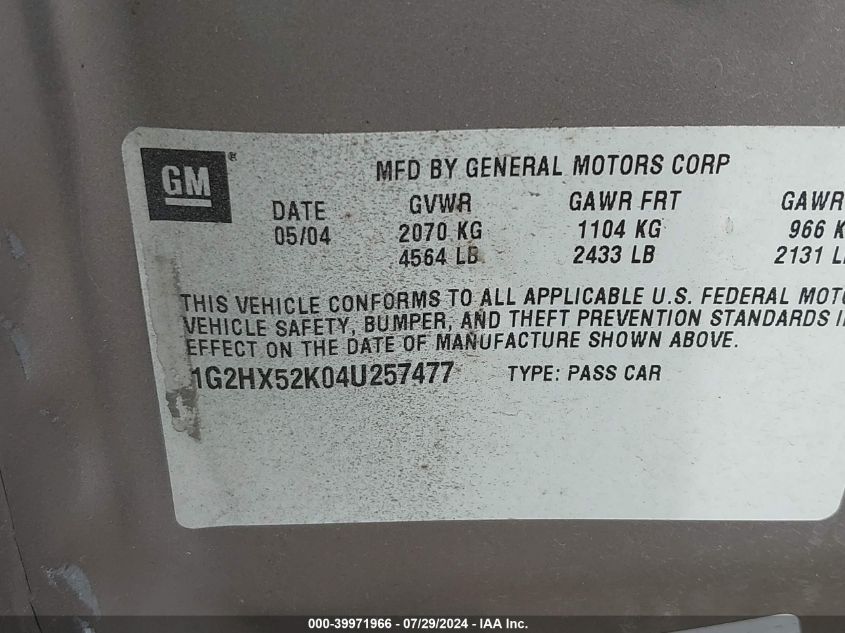 GM®
MFD BY GENERAL MOTORS CORP
DATE GVWR GAWR FRT GAWR
05/04 2070 KG 1104 KG 966 K
4564 LB 2433 LB 2131 L
THIS VEHICLE CONFORMS TO ALL APPLICABLE U.S. FEDERAL MOTO
VEHICLE SAFETY, BUMPER, AND THEFT PREVENTION STANDARDS I
EFFECT ON THE DATE OF MANUFACTURE SHOWN ABOVE.
1G2HX52K04U257477 TYPE: PASS CAR
000-39971966 - 07/29/2024 - IAA, Inc.